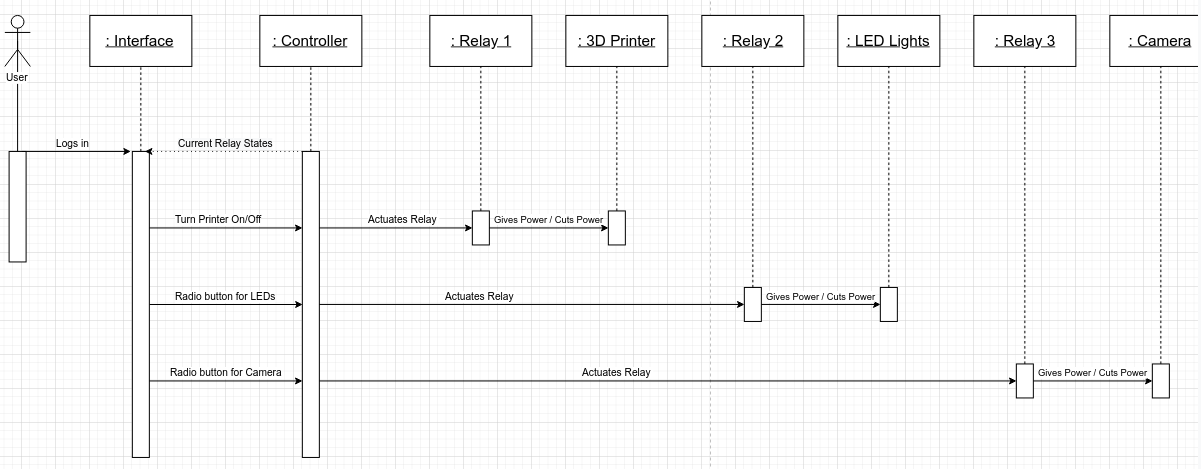 : Interface
: Controller
: Relay 1
: 3D Printer
: Relay 2
: LED Lights
: Relay 3
: Camera
User
Logs in
Current Relay States
Turn Printer On/Off
Actuates Relay
Gives Power / Cuts Power
Radio button for LEDs
Actuates Relay
Gives Power / Cuts Power
Radio button for Camera
Actuates Relay
Gives Power / Cuts Power